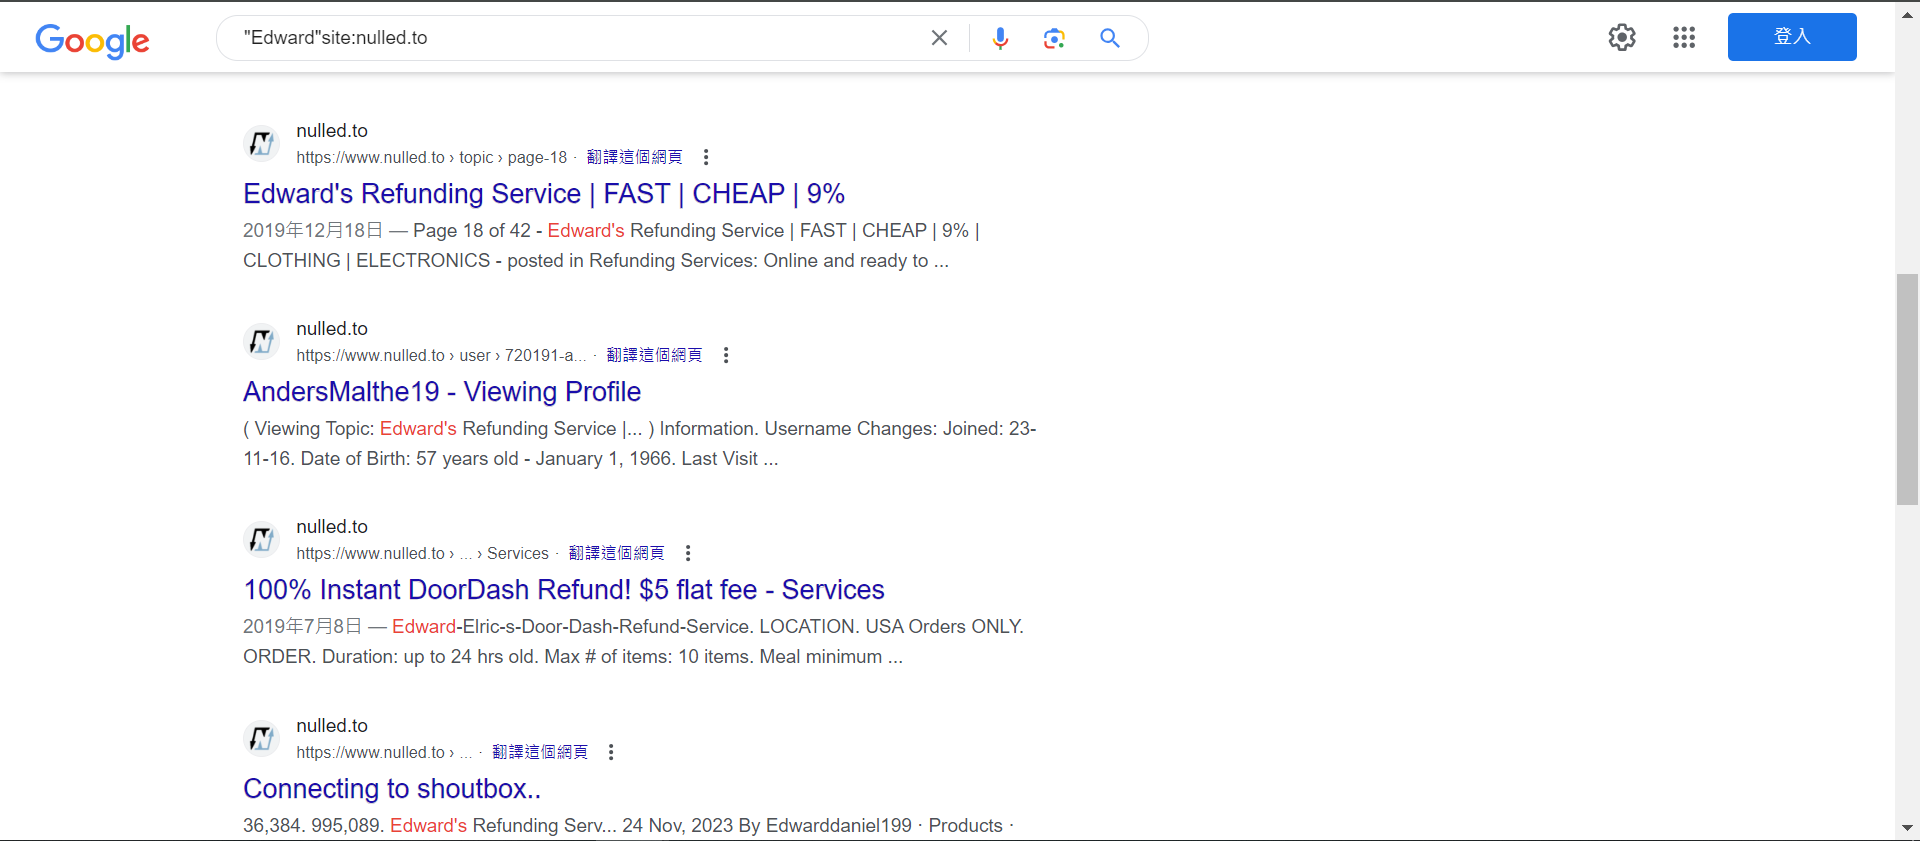 Google
"Edward"site:nulled.to
登入
nulled.to
https://www.nulled.to › topic › page-18 · 翻譯這個網頁
Edward's Refunding Service | FAST | CHEAP | 9%
2019年12月18日 — Page 18 of 42 - Edward's Refunding Service | FAST | CHEAP | 9% |
CLOTHING | ELECTRONICS - posted in Refunding Services: Online and ready to ...
nulled.to
https://www.nulled.to › user › 720191-a... · 翻譯這個網頁
AndersMalthe19 - Viewing Profile
( Viewing Topic: Edward's Refunding Service |... ) Information. Username Changes: Joined: 23-
11-16. Date of Birth: 57 years old - January 1, 1966. Last Visit ...
nulled.to
https://www.nulled.to › ... › Services · 翻譯這個網頁
100% Instant DoorDash Refund! $5 flat fee - Services
2019年7月8日 — Edward-Elric-s-Door-Dash-Refund-Service. LOCATION. USA Orders ONLY.
ORDER. Duration: up to 24 hrs old. Max # of items: 10 items. Meal minimum ...
nulled.to
https://www.nulled.to › ... · 翻譯這個網頁
Connecting to shoutbox..
36,384. 995,089. Edward's Refunding Serv... 24 Nov, 2023 By Edwarddaniel199 · Products ·